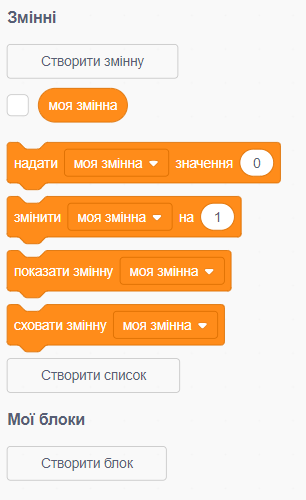 Змінні
Створити змінну
моя змінна
надати моя змінна значення 0
змінити моя змінна на 1
показати змінну моя змінна
сховати змінну моя змінна
Створити список
Мої блоки
Створити блок